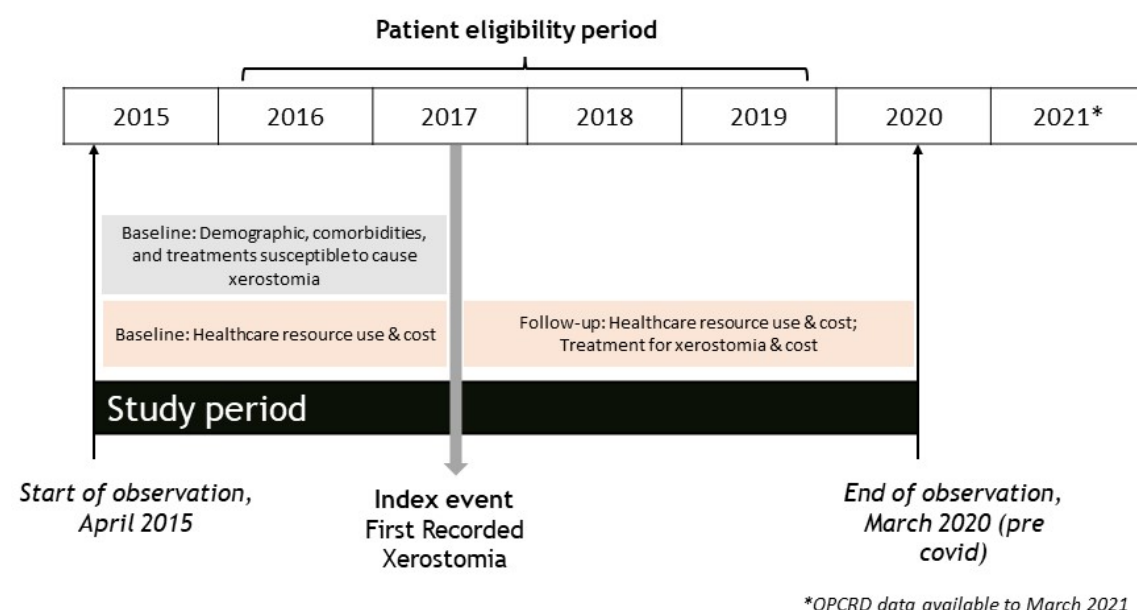 Patient eligibility period
2015 2016 2017 2018 2019 2020 2021*
Baseline: Demographic, comorbidities,
and treatments susceptible to cause
xerostomia
Baseline: Healthcare resource use & cost
Follow-up: Healthcare resource use & cost;
Treatment for xerostomia & cost
Study period
Start of observation,
April 2015
Index event
First Recorded
Xerostomia
End of observation,
March 2020 (pre
covid)
*OPCRD data available to March 2021